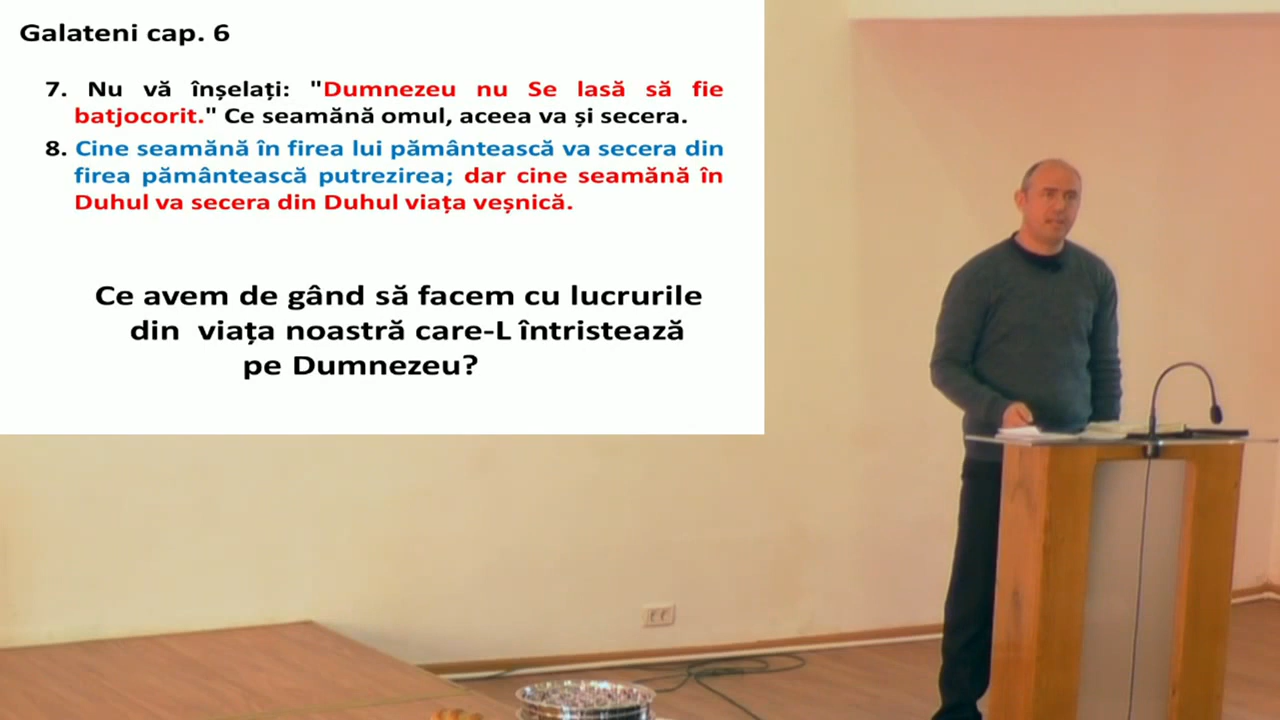 Galateni cap. 6
7. Nu vă înșelați: "Dumnezeu nu Se lasă să fie
batjocorit." Ce seamănă omul, aceea va și secera.
8. Cine seamănă în firea lui pământească va secera din
firea pământească putrezirea; dar cine seamănă în
Duhul va secera din Duhul viața veșnică.
Ce avem de gând să facem cu lucrurile
din viața noastră care-L întristează
pe Dumnezeu?